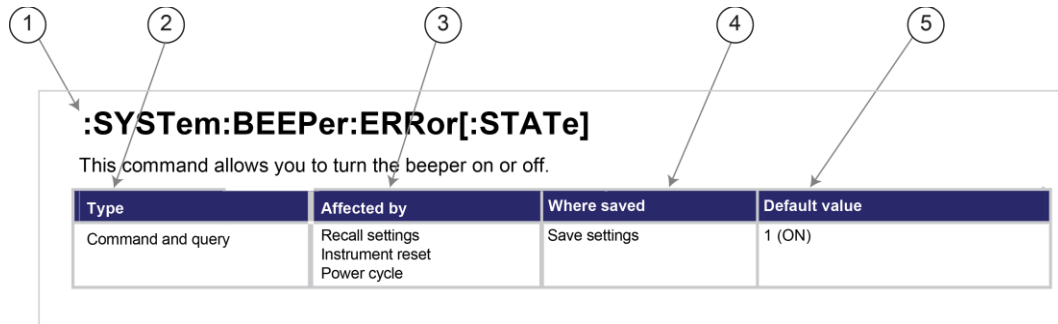 1 2 3 4 5
:SYSTem:BEEPer:ERRor[:STATe]
This command allows you to turn the beeper on or off.
Type Affected by Where saved Default value
Command and query Recall settings Save settings 1 (ON)
Instrument reset
Power cycle